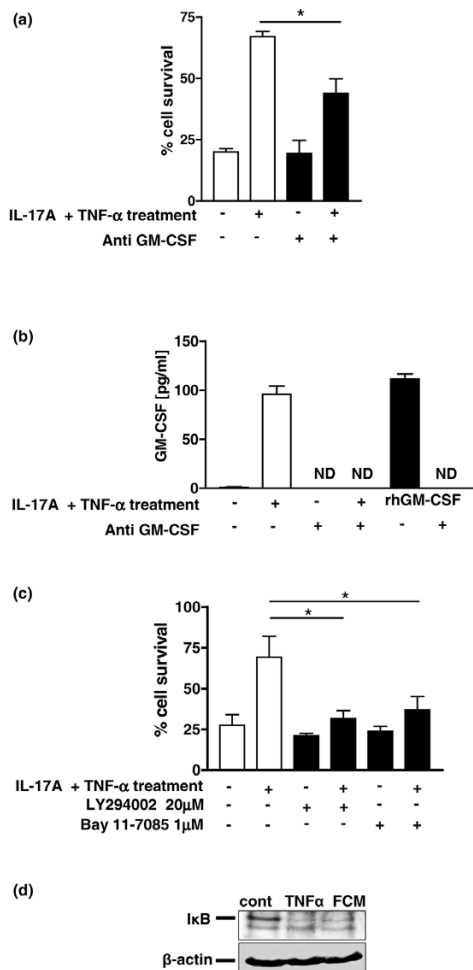 (a)
75
*
50
% cell survival
25
0
IL-17A + TNF-α treatment - + - +
Anti GM-CSF - - + +
(b)
150
GM-CSF [pg/ml]
100
50
ND ND ND
0
IL-17A + TNF-α treatment - + - + rhGM-CSF
Anti GM-CSF - - + + - +
(c)
100
*
*
75
% cell survival
50
25
0
IL-17A + TNF-α treatment - + - + - +
LY294002 20μM - - + + - -
Bay 11-7085 1μM - - - - + +
(d)
cont TNFα FCM
IκB
β-actin